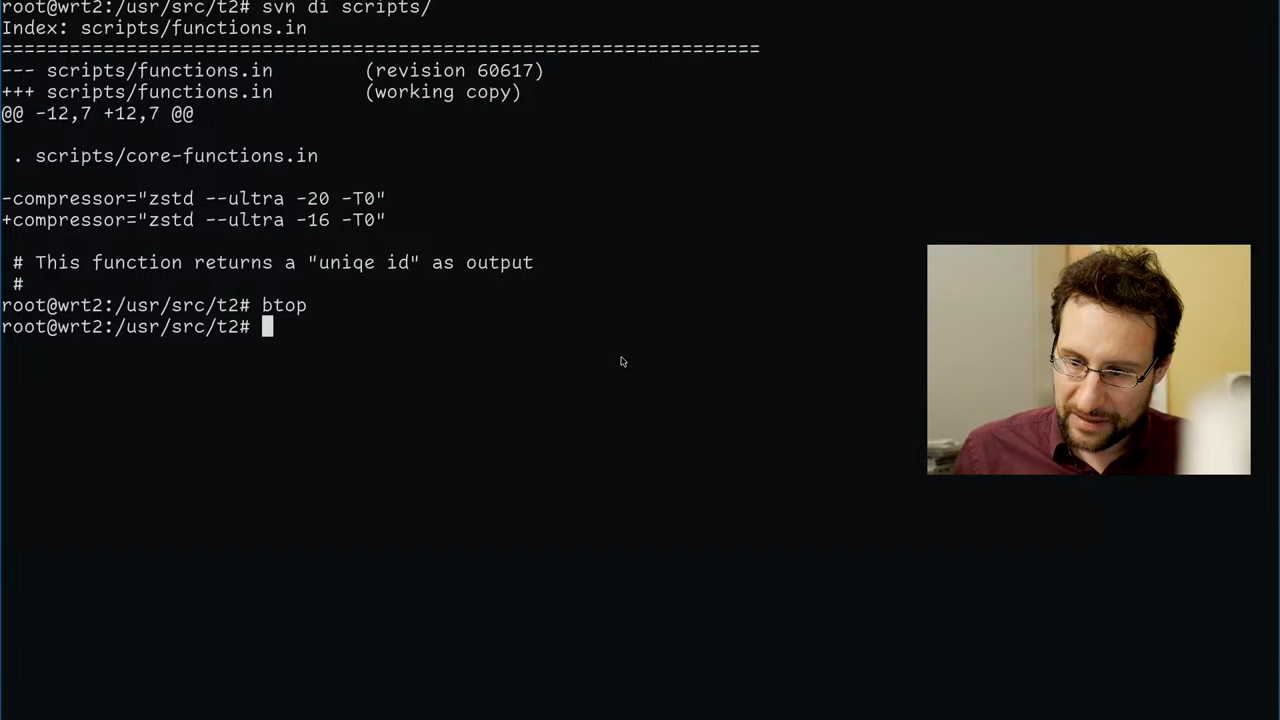 root@wrt2:/usr/src/t2# svn di scripts/
Index: scripts/functions.in
===================================================================
--- scripts/functions.in        (revision 60617)
+++ scripts/functions.in        (working copy)
@@ -12,7 +12,7 @@
 . scripts/core-functions.in
-compressor="zstd --ultra -20 -T0"
+compressor="zstd --ultra -16 -T0"
 # This function returns a "uniqe id" as output
 #
root@wrt2:/usr/src/t2# btop
root@wrt2:/usr/src/t2#